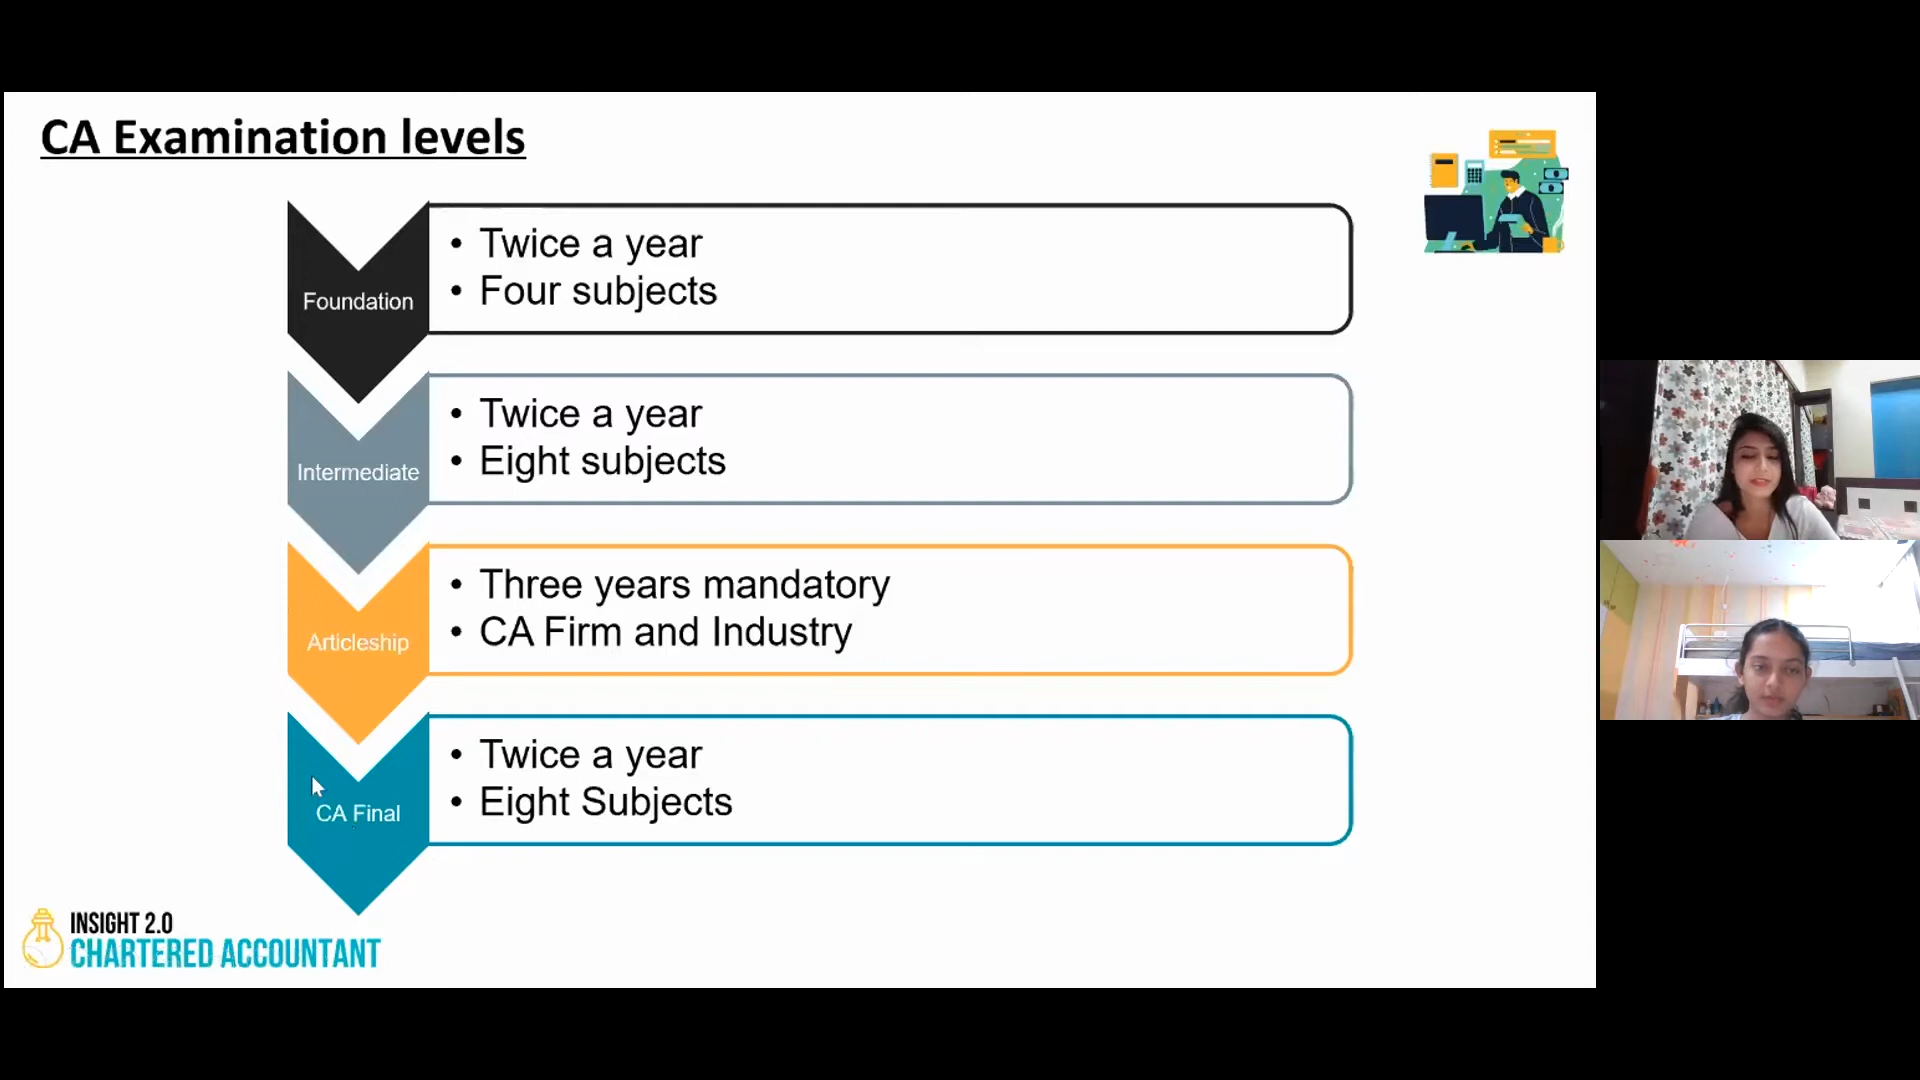 CA Examination levels
Foundation
• Twice a year
• Four subjects
Intermediate
• Twice a year
• Eight subjects
Articleship
• Three years mandatory
• CA Firm and Industry
CA Final
• Twice a year
• Eight Subjects
INSIGHT 2.0
CHARTERED ACCOUNTANT